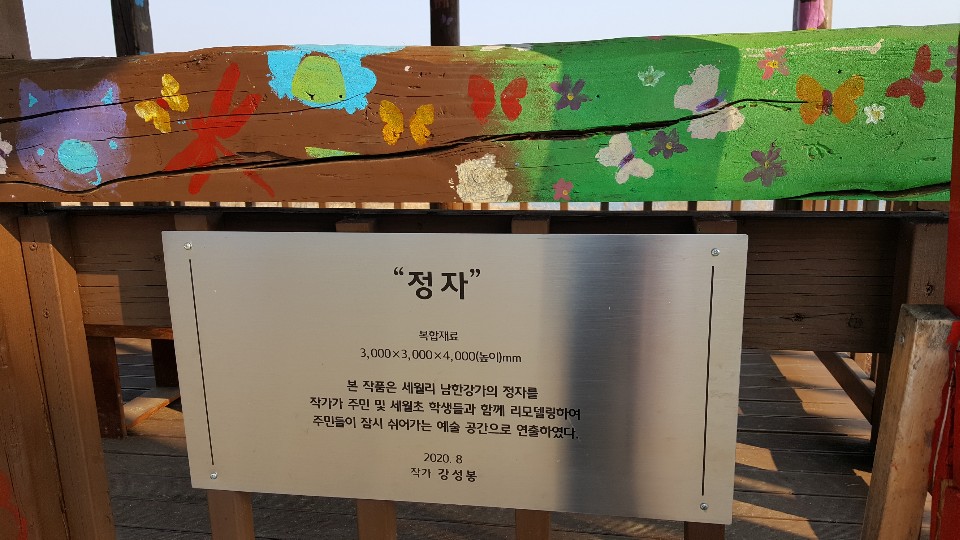 “정자”
복합재료
3,000×3,000×4,000(높이)mm
본 작품은 세월리 남한강가의 정자를
작가가 주민 및 세월초 학생들과 함께 리모델링하여
주민들이 잠시 쉬어가는 예술 공간으로 연출하였다.
2020. 8
작가 강성봉